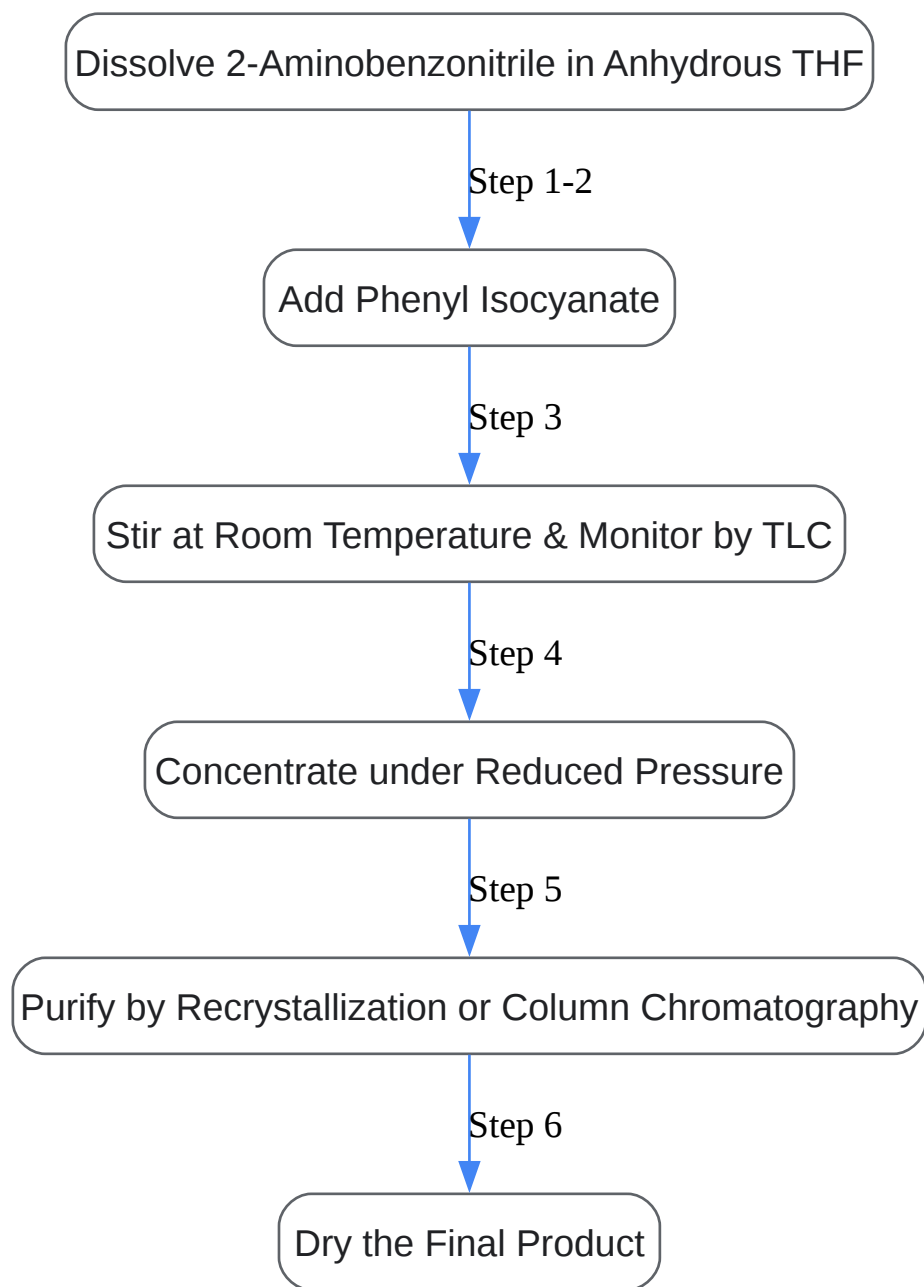 Dissolve 2-Aminobenzonitrile in Anhydrous THF
Step 1-2
Add Phenyl Isocyanate
Step 3
Stir at Room Temperature & Monitor by TLC
Step 4
Concentrate under Reduced Pressure
Step 5
Purify by Recrystallization or Column Chromatography
Step 6
Dry the Final Product